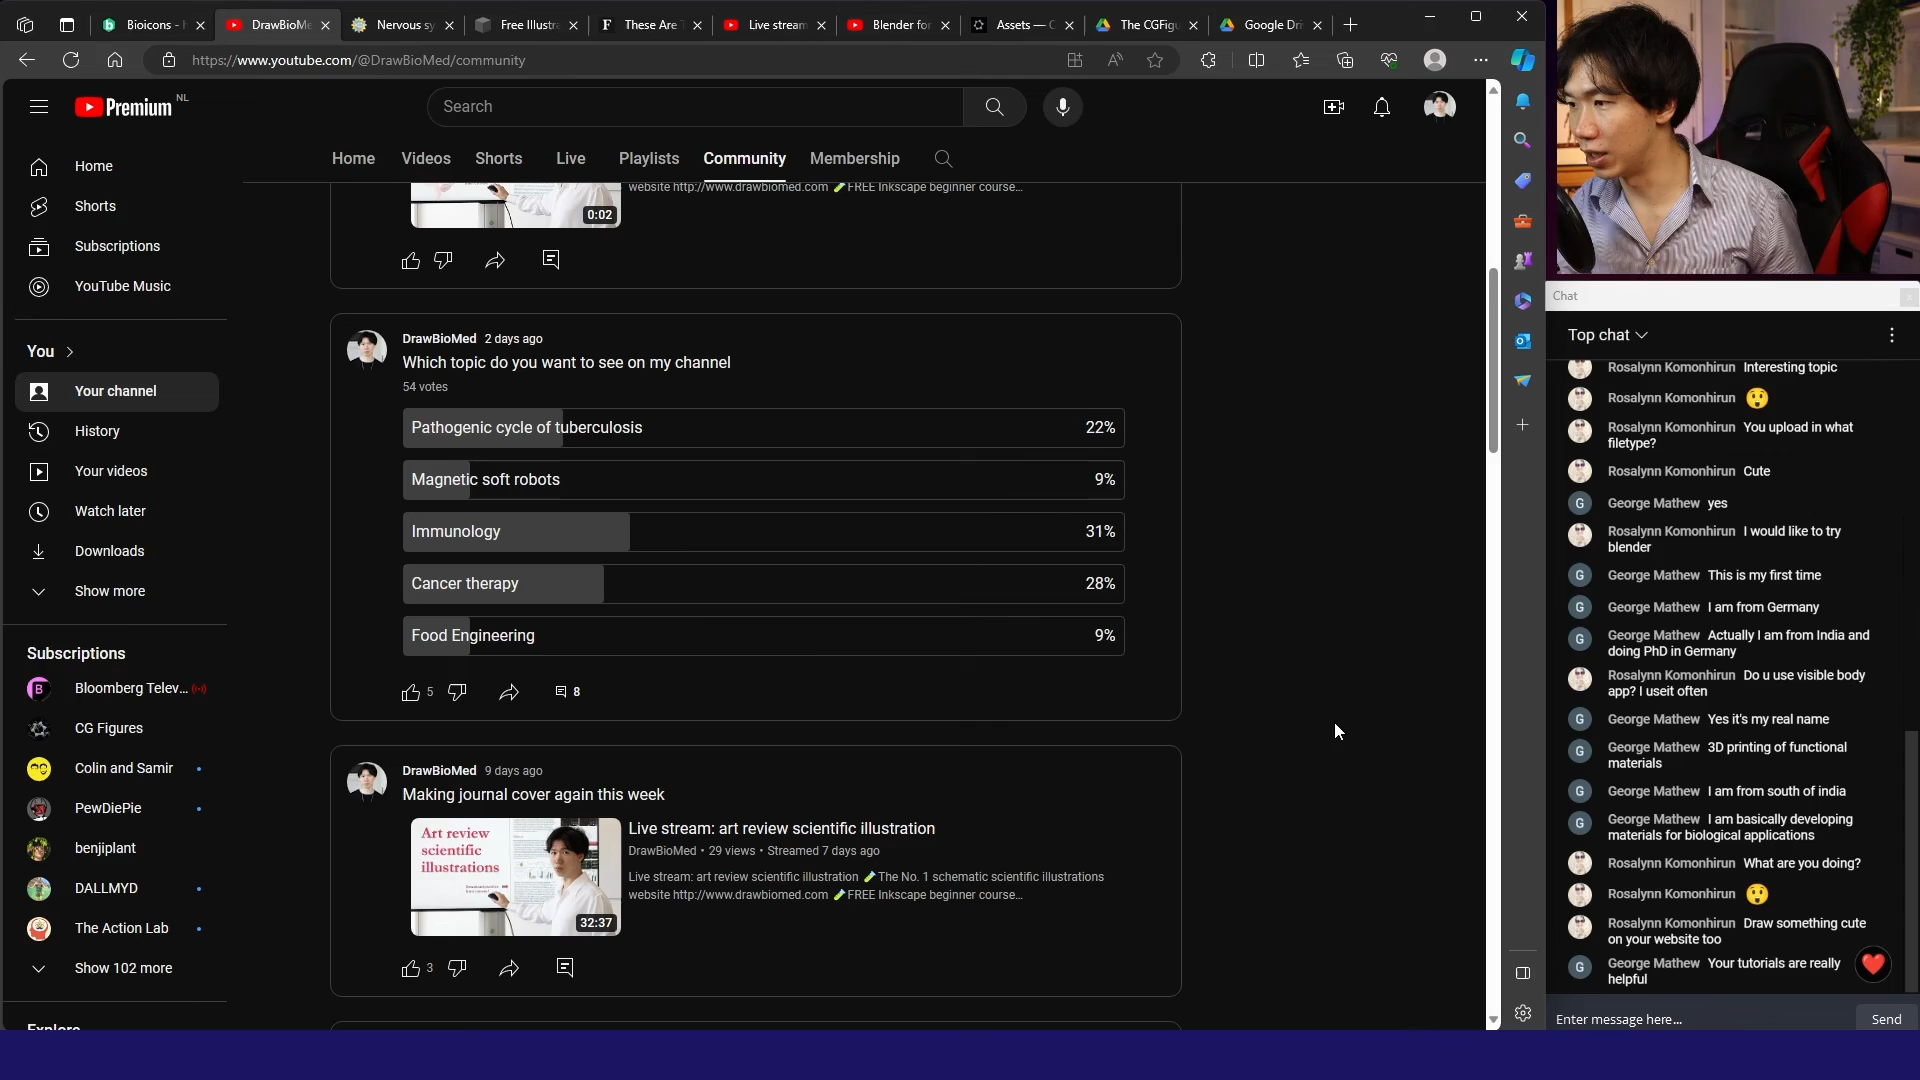 Bioicons - h
DrawBioMe
Nervous sy
Free Illustra
These Are T
Live stream
Blender for
Assets — C
The CGFigu
Google Dri
https://www.youtube.com/@DrawBioMed/community
Premium NL
Search
Home
Shorts
Subscriptions
YouTube Music
You
Your channel
History
Your videos
Watch later
Downloads
Show more
Subscriptions
Bloomberg Telev...
CG Figures
Colin and Samir
PewDiePie
benjiplant
DALLMYD
The Action Lab
Show 102 more
Explore
Home Videos Shorts Live Playlists Community Membership
website http://www.drawbiomed.com FREE Inkscape beginner course...
0:02
DrawBioMed 2 days ago
Which topic do you want to see on my channel
54 votes
Pathogenic cycle of tuberculosis 22%
Magnetic soft robots 9%
Immunology 31%
Cancer therapy 28%
Food Engineering 9%
5 8
DrawBioMed 9 days ago
Making journal cover again this week
Art review
scientific
illustrations
32:37
Live stream: art review scientific illustration
DrawBioMed • 29 views • Streamed 7 days ago
Live stream: art review scientific illustration The No. 1 schematic scientific illustrations
website http://www.drawbiomed.com FREE Inkscape beginner course...
3
Chat
Top chat
Rosalynn Komonhirun Interesting topic
Rosalynn Komonhirun 😲
Rosalynn Komonhirun You upload in what
filetype?
Rosalynn Komonhirun Cute
G George Mathew yes
Rosalynn Komonhirun I would like to try
blender
G George Mathew This is my first time
G George Mathew I am from Germany
G George Mathew Actually I am from India and
doing PhD in Germany
Rosalynn Komonhirun Do u use visible body
app? I useit often
G George Mathew Yes it's my real name
G George Mathew 3D printing of functional
materials
G George Mathew I am from south of india
G George Mathew I am basically developing
materials for biological applications
Rosalynn Komonhirun What are you doing?
Rosalynn Komonhirun 😲
Rosalynn Komonhirun Draw something cute
on your website too
G George Mathew Your tutorials are really
helpful
Enter message here...
Send